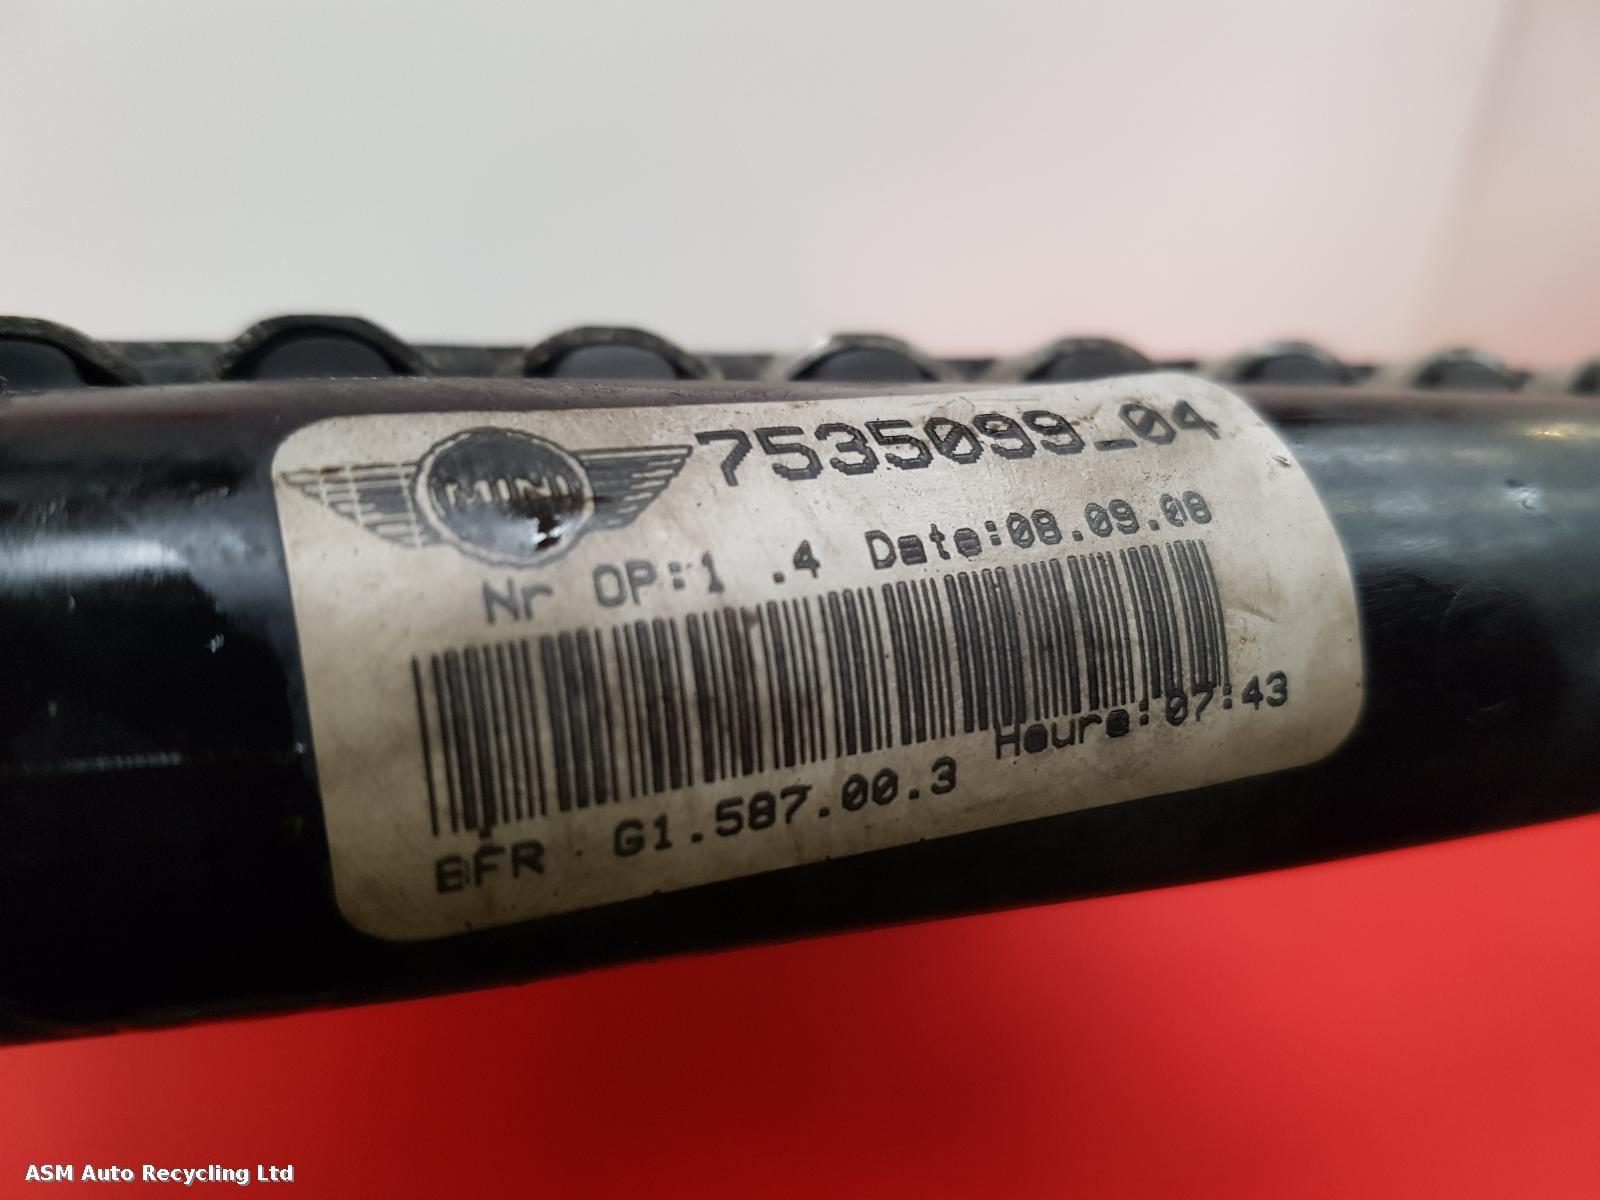 MINI 7535099_04
Nr OP:1 .4 Date:08.09.08
Houre:07:43
BFR G1.587.00.3
ASM Auto Recycling Ltd